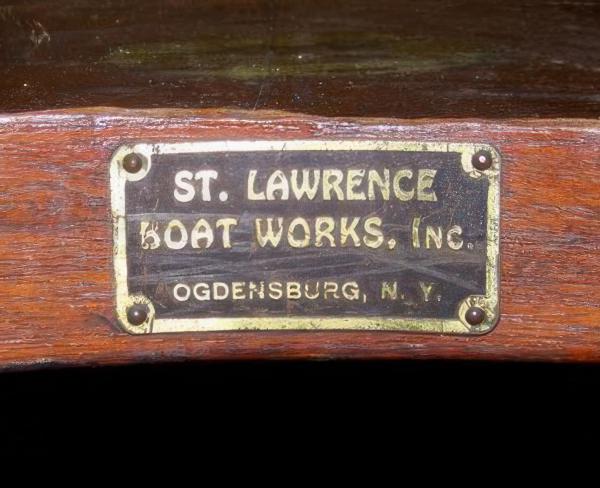 ST. LAWRENCE
BOAT WORKS, INC.
OGDENSBURG, N. Y.